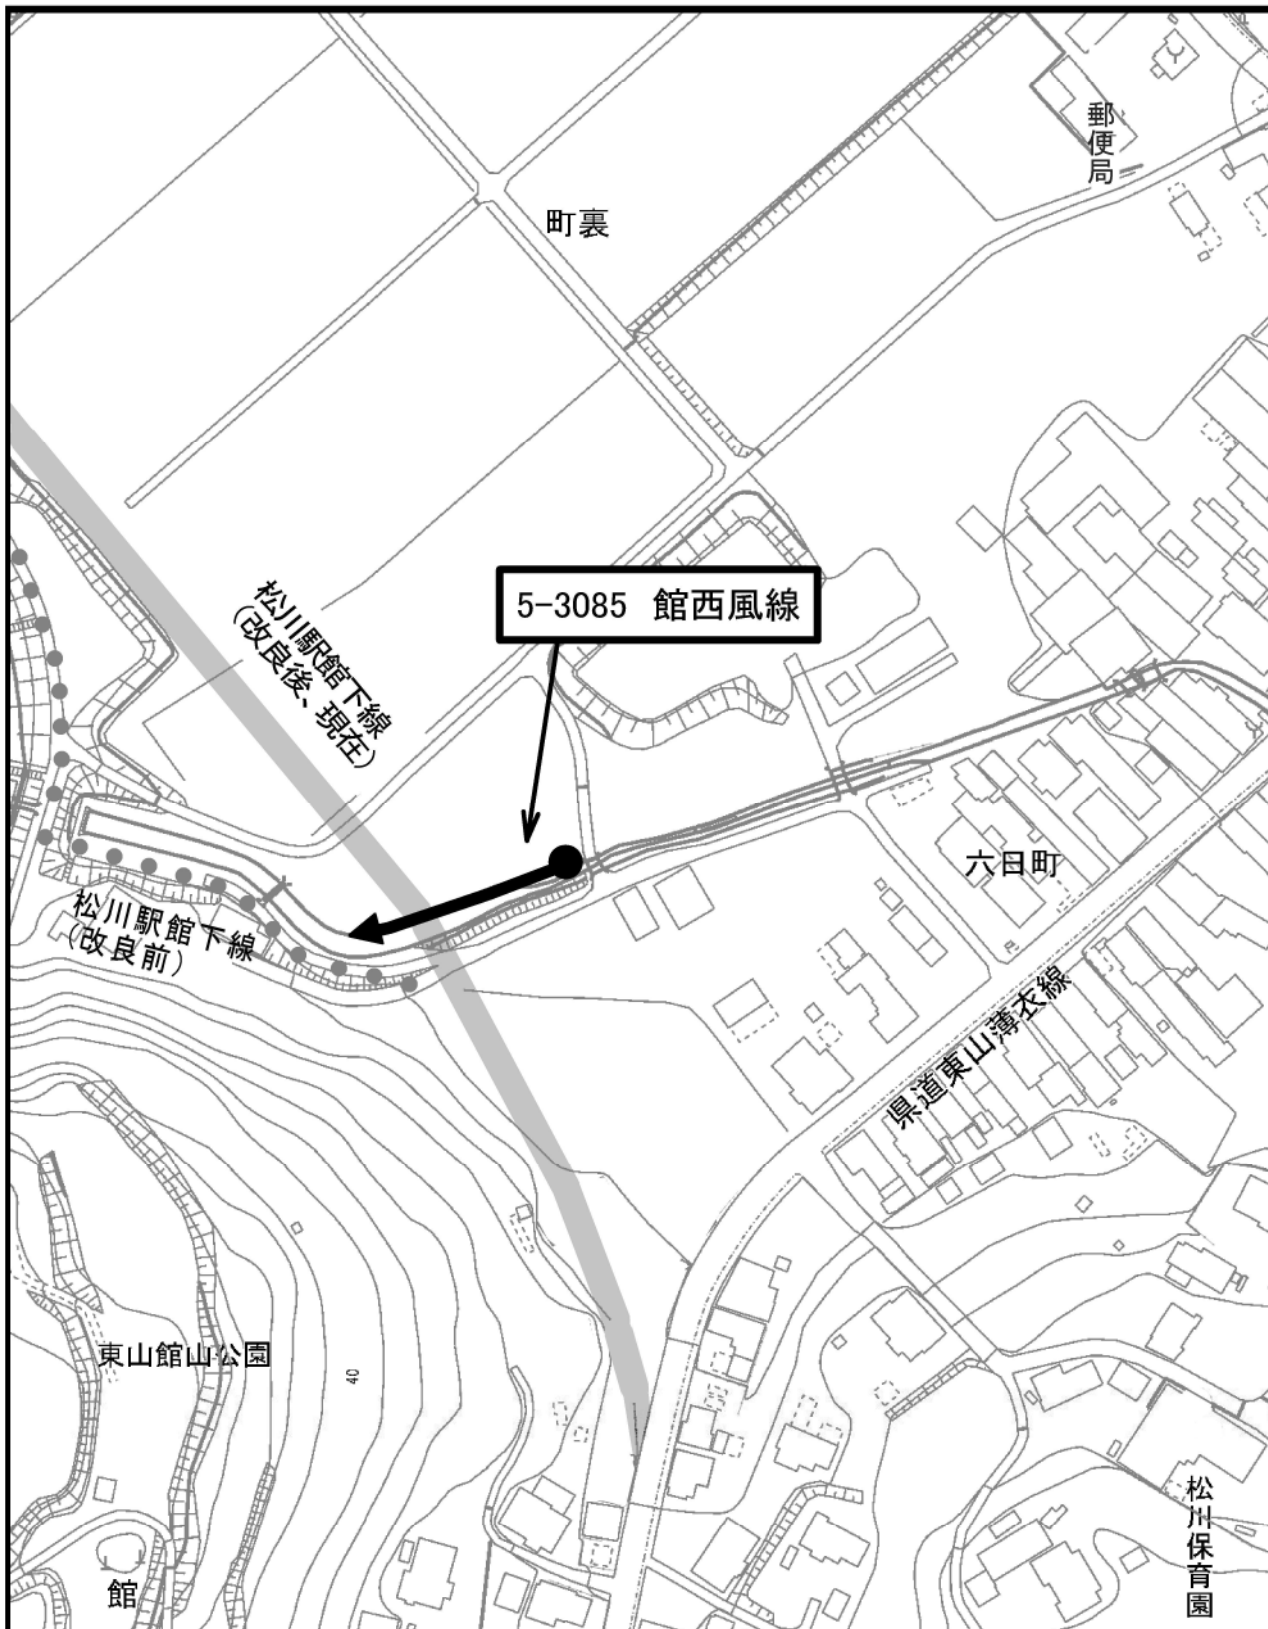 郵便局
町裏
5-3085 館西風線
松川駅館下線
（改良後、現在）
六日町
松川駅館下線
（改良前）
県道東山薄衣線
東山館山公園
40
館
松川保育園